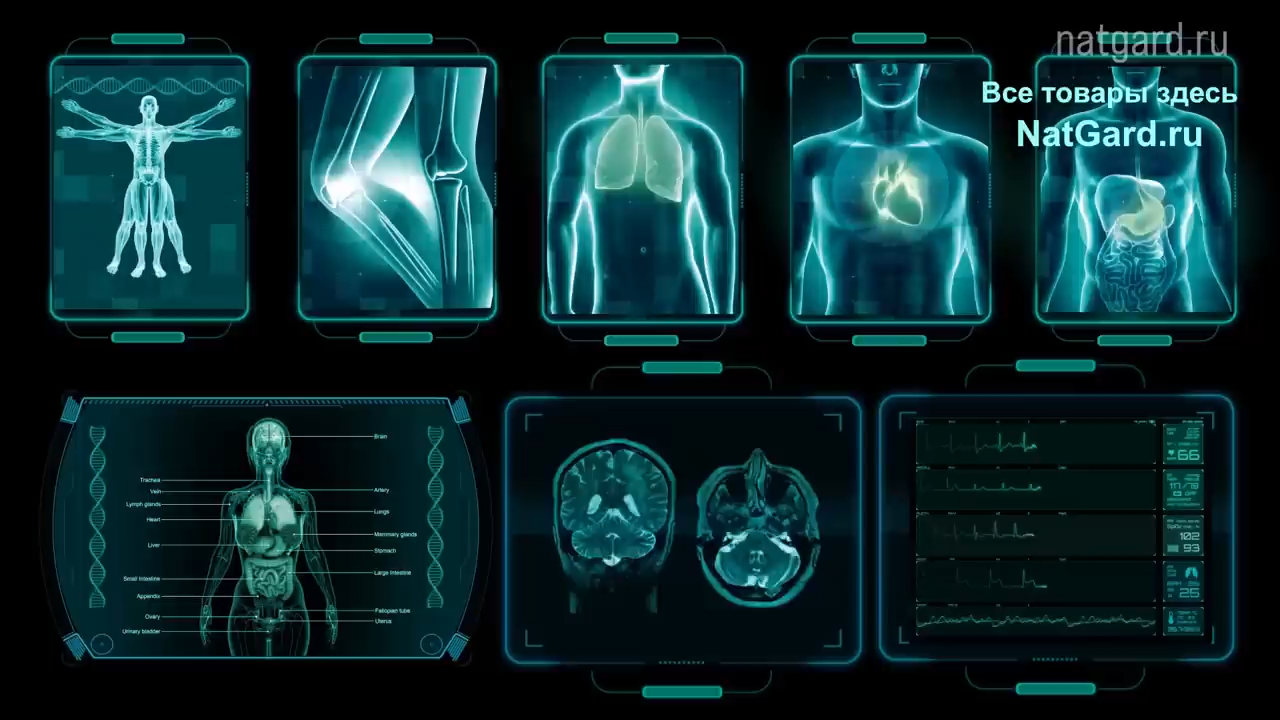 natgard.ru
Все товары здесь
NatGard.ru
Brain
Trachea
Vein
Artery
Lymph glands
Lungs
Heart
Mammary glands
Liver
Stomach
Large Intestine
Small Intestine
Appendix
Fallopian tube
Ovary
Uterus
Urinary bladder
66
102
93
25